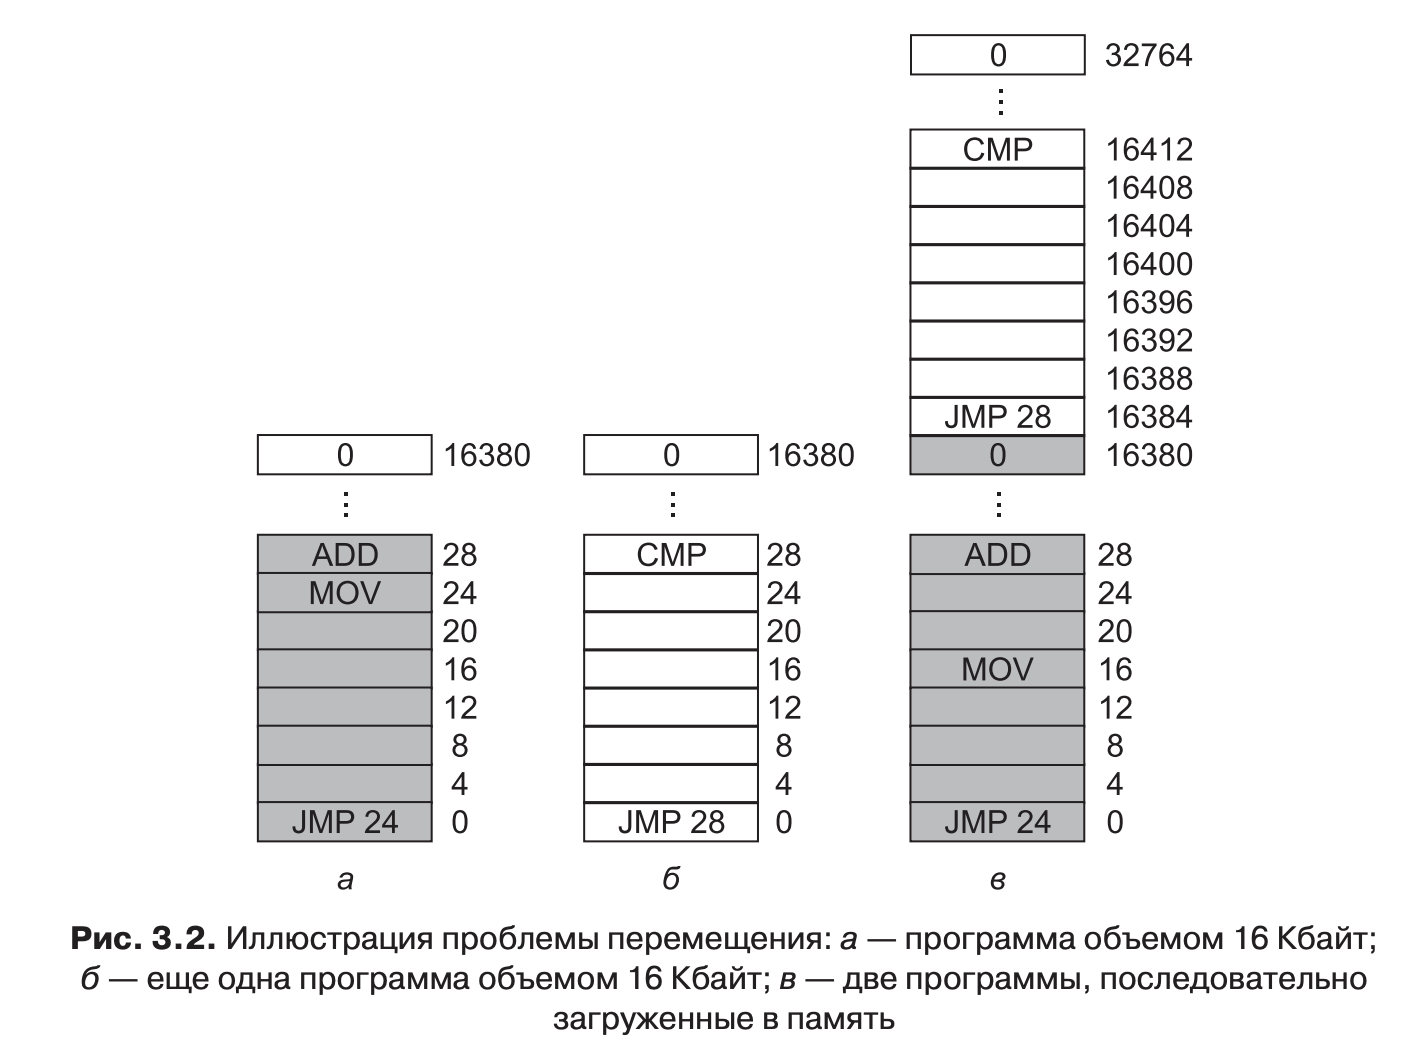 0 32764
CMP 16412
16408
16404
16400
16396
16392
16388
JMP 28 16384
0 16380 0 16380 0 16380
ADD 28 CMP 28 ADD 28
MOV 24 24 24
20 20 20
16 16 MOV 16
12 12 12
8 8 8
4 4 4
JMP 24 0 JMP 28 0 JMP 24 0
а б в
Рис. 3.2. Иллюстрация проблемы перемещения: а — программа объемом 16 Кбайт;
б — еще одна программа объемом 16 Кбайт; в — две программы, последовательно
загруженные в память